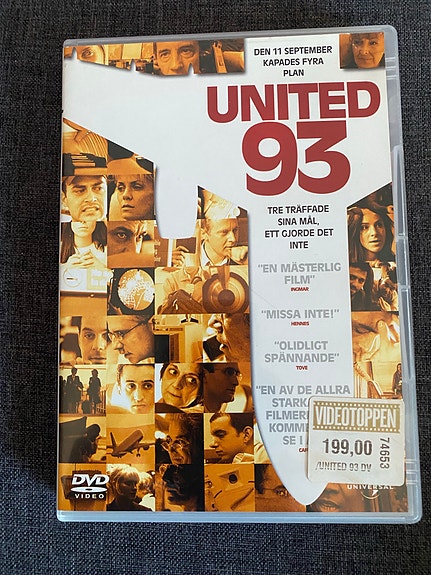 DEN 11 SEPTEMBER
KAPADES FYRA
PLAN
UNITED
93
TRE TRÄFFADE
SINA MÅL,
ETT GJORDE DET
INTE
"EN MÄSTERLIG
FILM"
INGMAR
"MISSA INTE!"
HENNES
"OLIDLIGT
SPÄNNANDE"
TOVE
"EN AV DE ALLRA
STARK
FILMER
KOMM
SE I
VIDEOTOPPEN
199,00
74653
/UNITED 93 DV
DVD
VIDEO
UNIVERSAL